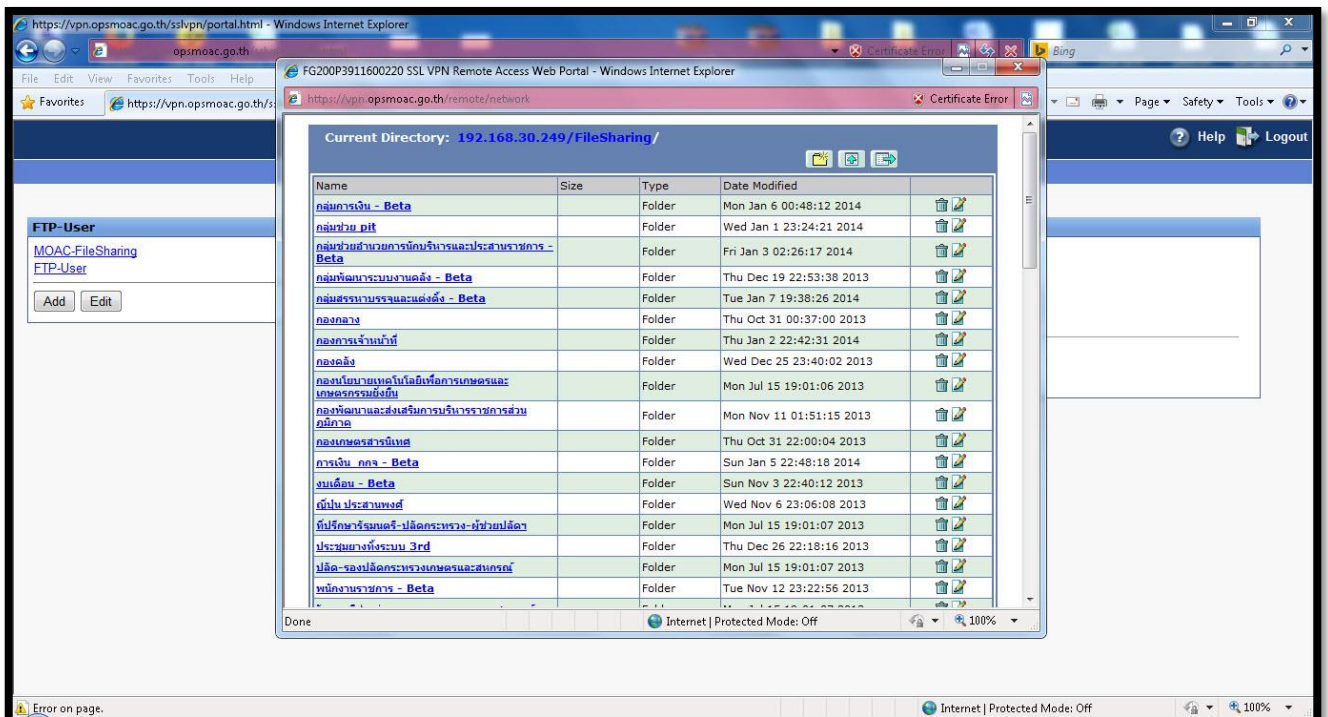 https://vpn.opsmoac.go.th/sslvpn/portal.html - Windows Internet Explorer
opsmoac.go.th
Certificate Error
Bing
File Edit View Favorites Tools Help
FG200P3911600220 SSL VPN Remote Access Web Portal - Windows Internet Explorer
https://vpn.opsmoac.go.th/remote/network
Certificate Error
Favorites
https://vpn.opsmoac.go.th/s
Page Safety Tools
Current Directory: 192.168.30.249/FileSharing/
Help Logout
Name Size Type Date Modified
กลุ่มการเงิน - Beta Folder Mon Jan 6 00:48:12 2014
กลุ่มช่วย pit Folder Wed Jan 1 23:24:21 2014
กลุ่มช่วยอำนวยการนักบริหารและประสานราชการ -
Beta Folder Fri Jan 3 02:26:17 2014
กลุ่มพัฒนาระบบงานคลัง - Beta Folder Thu Dec 19 22:53:38 2013
กลุ่มสรรหาบรรจุและแต่งตั้ง - Beta Folder Tue Jan 7 19:38:26 2014
กองกลาง Folder Thu Oct 31 00:37:00 2013
กองการเจ้าหน้าที่ Folder Thu Jan 2 22:42:31 2014
กองคลัง Folder Wed Dec 25 23:40:02 2013
กองนโยบายเทคโนโลยีเพื่อการเกษตรและ
เกษตรกรรมยั่งยืน Folder Mon Jul 15 19:01:06 2013
กองพัฒนาและส่งเสริมการบริหารราชการส่วน
ภูมิภาค Folder Mon Nov 11 01:51:15 2013
กองเกษตรสารนิเทศ Folder Thu Oct 31 22:00:04 2013
การเงิน กกจ - Beta Folder Sun Jan 5 22:48:18 2014
งบเดือน - Beta Folder Sun Nov 3 22:40:12 2013
ญี่ปุ่น ประสานพงศ์ Folder Wed Nov 6 23:06:08 2013
ที่ปรึกษารัฐมนตรี-ปลัดกระทรวง-ผู้ช่วยปลัดฯ Folder Mon Jul 15 19:01:07 2013
ประชุมยางทั้งระบบ 3rd Folder Thu Dec 26 22:18:16 2013
ปลัด-รองปลัดกระทรวงเกษตรและสหกรณ์ Folder Mon Jul 15 19:01:07 2013
พนักงานราชการ - Beta Folder Tue Nov 12 23:22:56 2013
FTP-User
MOAC-FileSharing
FTP-User
Add Edit
Done Internet | Protected Mode: Off 100%
Error on page. Internet | Protected Mode: Off 100%